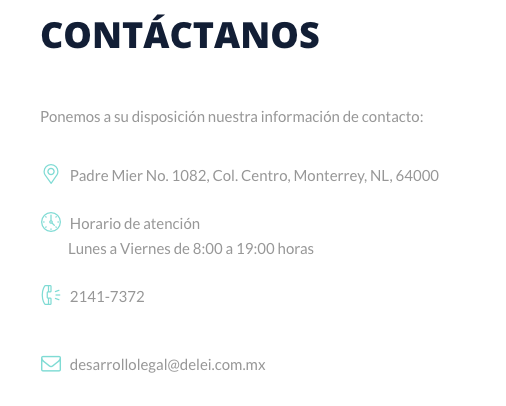 CONTÁCTANOS
Ponemos a su disposición nuestra información de contacto:
Padre Mier No. 1082, Col. Centro, Monterrey, NL, 64000
Horario de atención
Lunes a Viernes de 8:00 a 19:00 horas
2141-7372
desarrollolegal@delei.com.mx